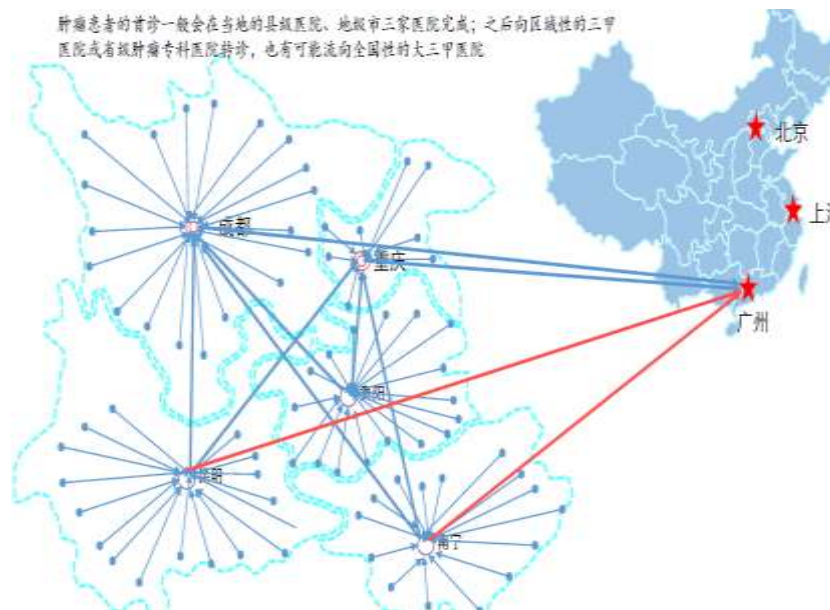 肿瘤患者的首诊一般会在当地的县级医院、地级市三家医院完成；之后向区域性的三甲
医院或省级肿瘤专科医院转诊，也有可能流向全国性的大三甲医院
北京
成都
上海
重庆
广州
贵阳
南宁